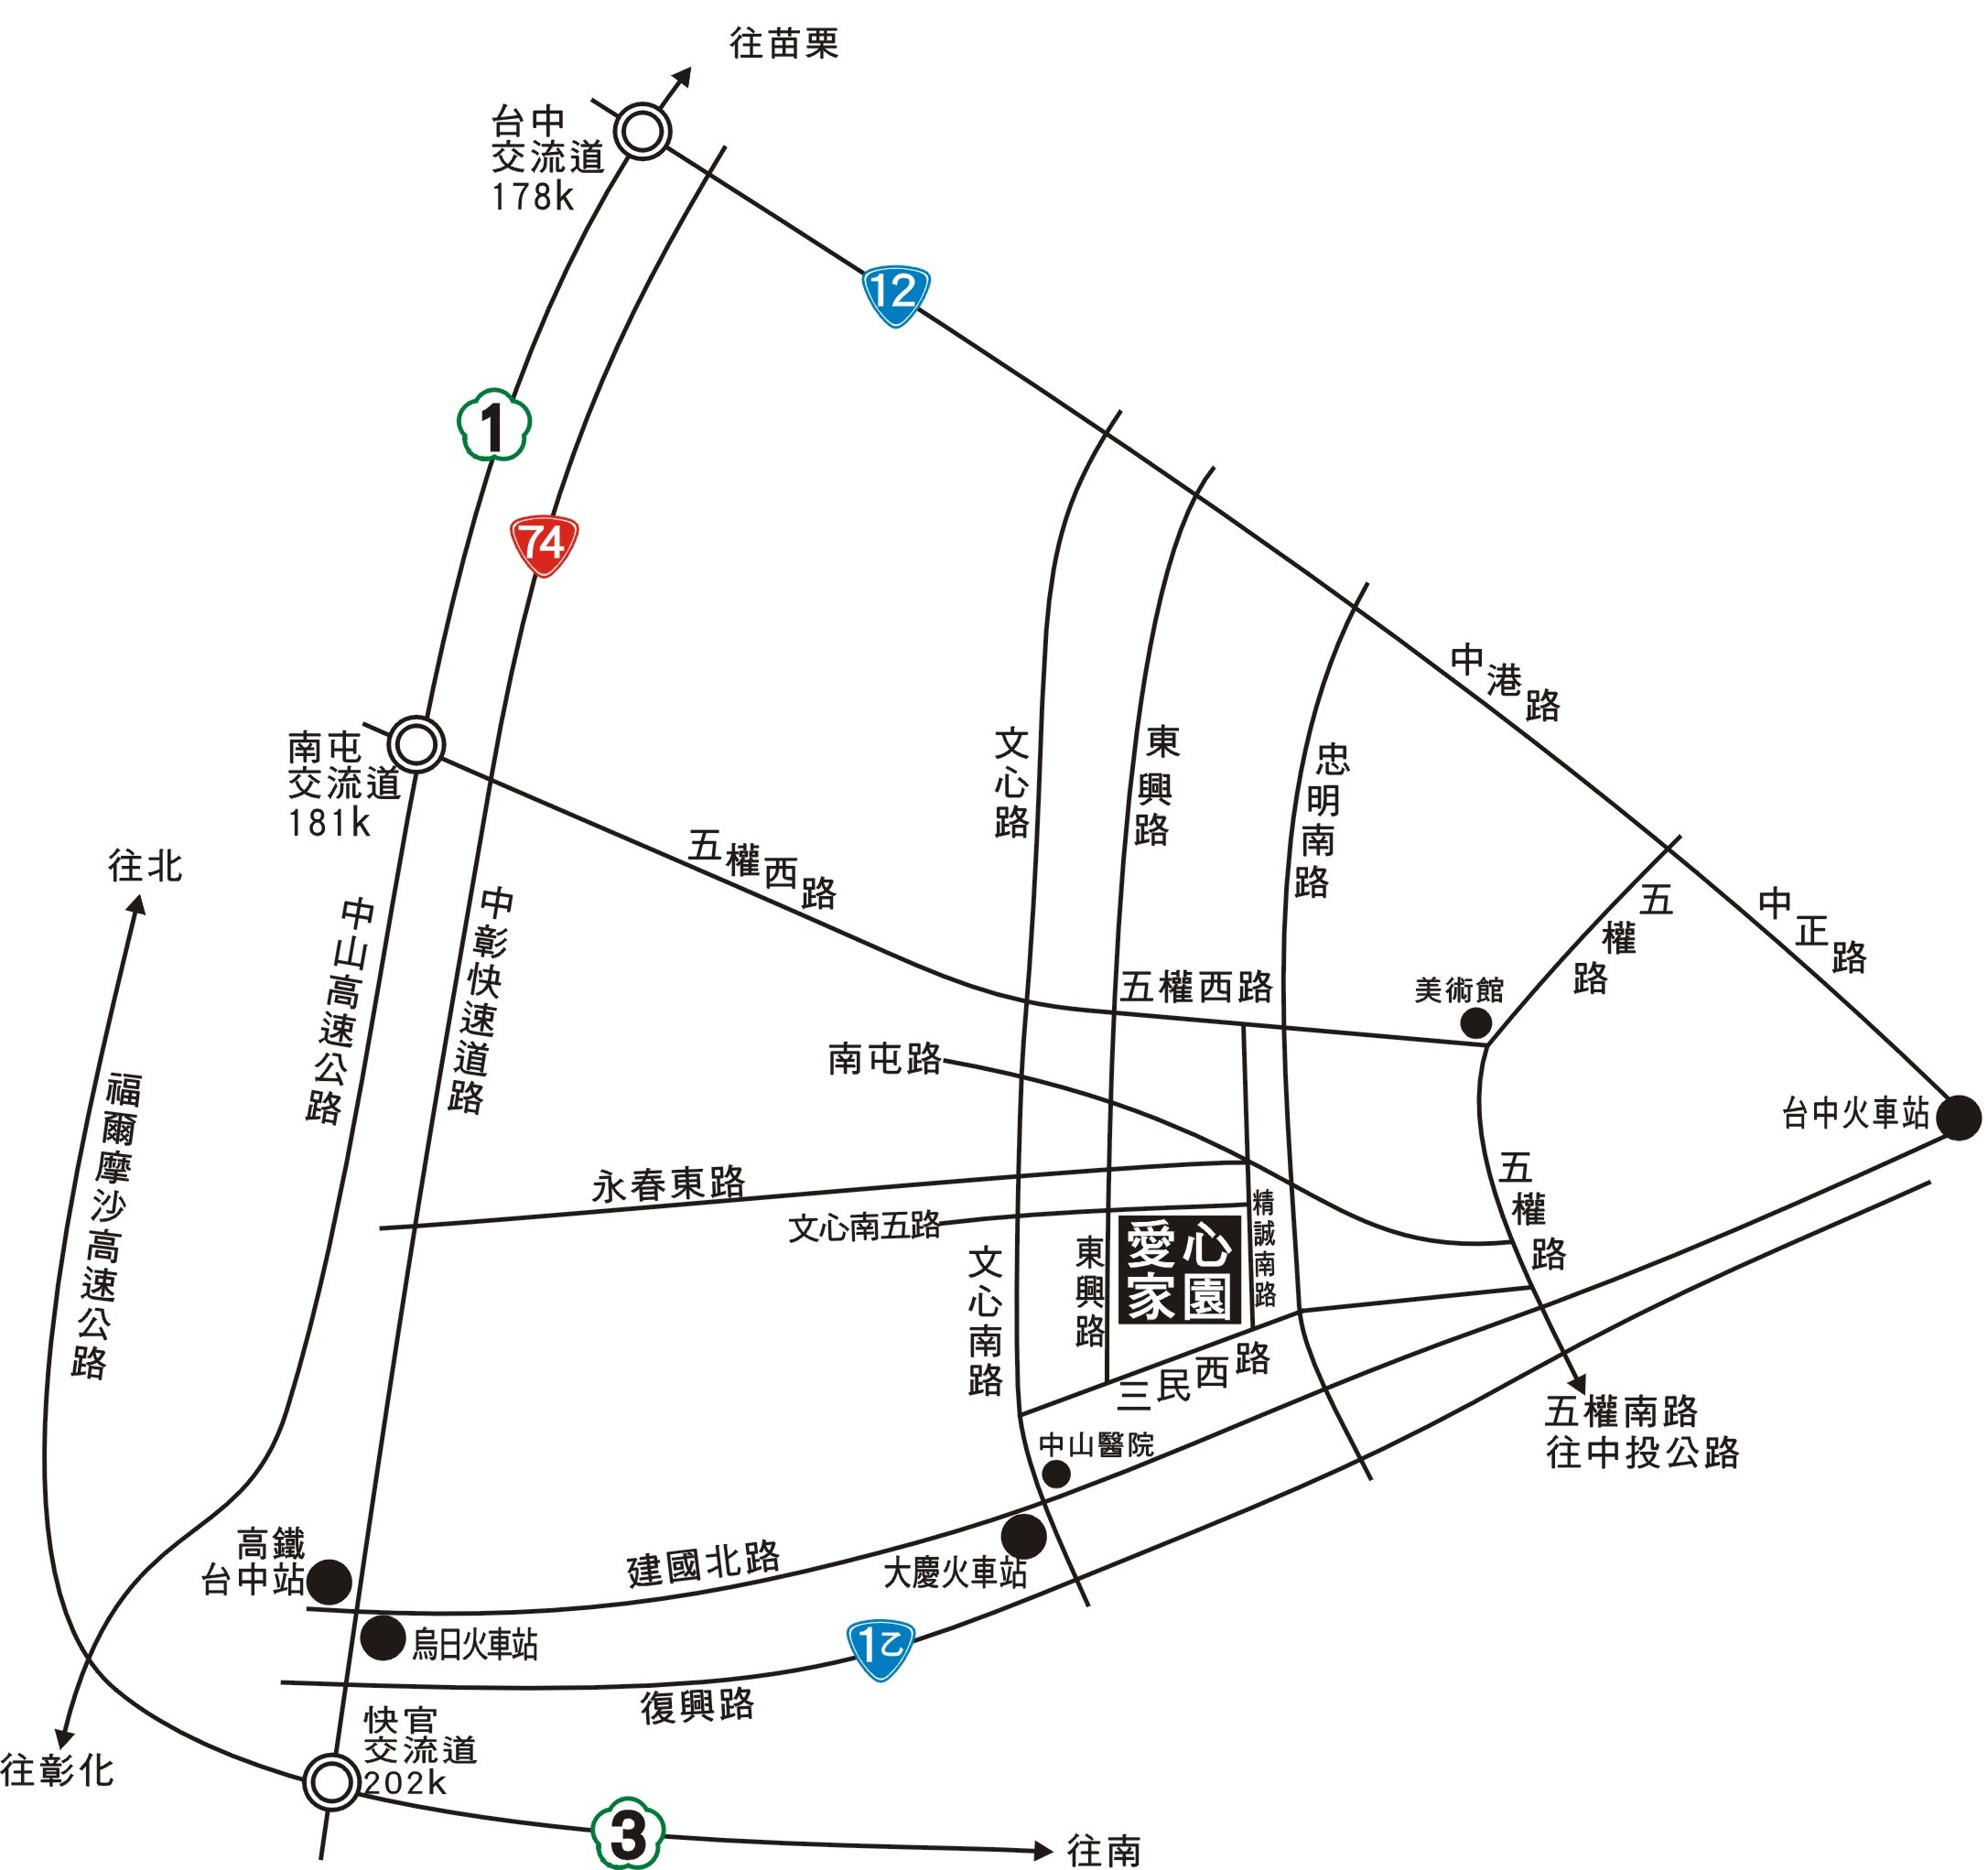 往苗栗
台中
交流道
178k
12
1
74
中港路
南屯
交流道
181k
文心路
東興路
忠明南路
五權西路
往北
中山高速公路
中彰快速道路
五權路
中正路
五權西路
美術館
南屯路
福爾摩沙高速公路
台中火車站
永春東路
文心南五路
精誠南路
五權路
文心南路
東興路
愛心
家園
三民西路
五權南路
往中投公路
中山醫院
高鐵
台中站
建國北路
大慶火車站
烏日火車站
1乙
復興路
快官
交流道
202k
往彰化
3
往南